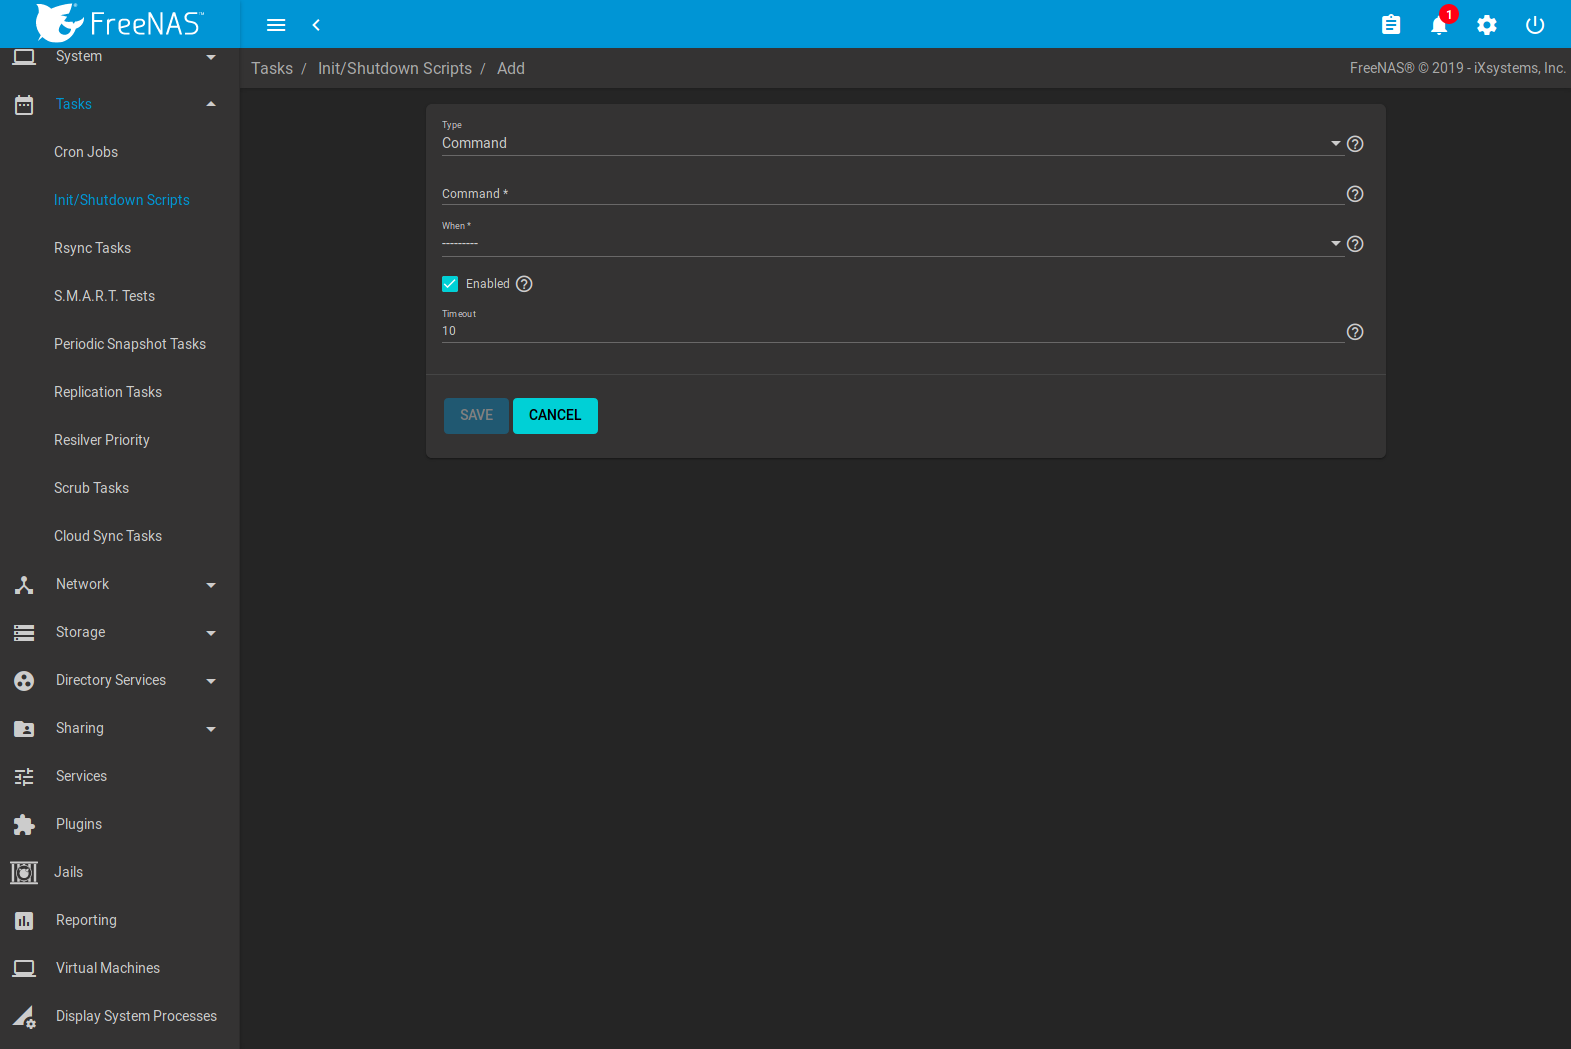 FreeNAS™
1
System
Tasks
Cron Jobs
Init/Shutdown Scripts
Rsync Tasks
S.M.A.R.T. Tests
Periodic Snapshot Tasks
Replication Tasks
Resilver Priority
Scrub Tasks
Cloud Sync Tasks
Network
Storage
Directory Services
Sharing
Services
Plugins
Jails
Reporting
Virtual Machines
Display System Processes
Tasks / Init/Shutdown Scripts / Add
FreeNAS® © 2019 - iXsystems, Inc.
Type
Command
Command *
When *
---------
Enabled
Timeout
10
SAVE CANCEL